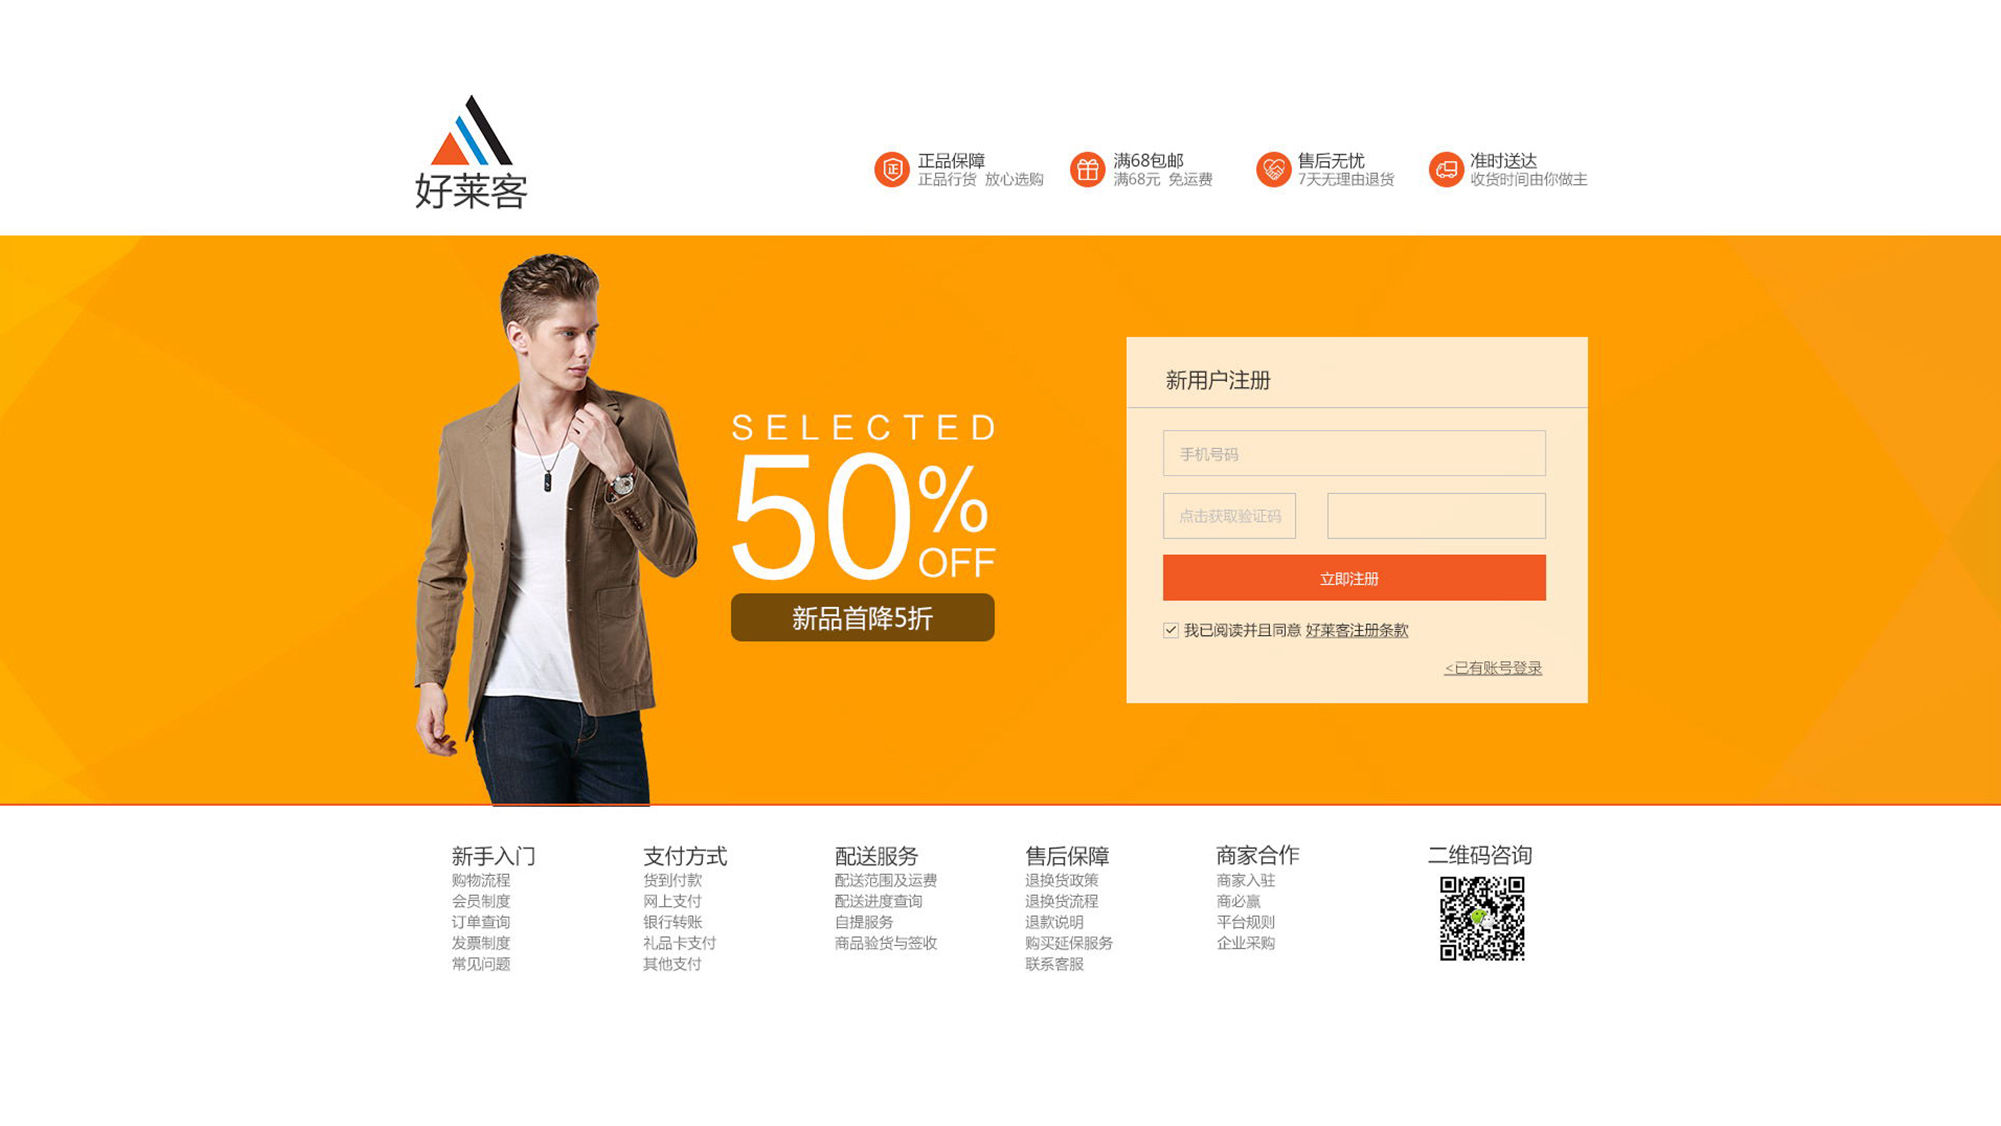 好莱客
正品保障
正品行货 放心选购
满68包邮
满68元 免运费
售后无忧
7天无理由退货
准时送达
收货时间由你做主
SELECTED
50%
OFF
新品首降5折
新用户注册
手机号码
点击获取验证码
立即注册
我已阅读并且同意 好莱客注册条款
<已有账号登录
新手入门
购物流程
会员制度
订单查询
发票制度
常见问题
支付方式
货到付款
网上支付
银行转账
礼品卡支付
其他支付
配送服务
配送范围及运费
配送进度查询
自提服务
商品验货与签收
售后保障
退换货政策
退换货流程
退款说明
购买延保服务
联系客服
商家合作
商家入驻
商必赢
平台规则
企业采购
二维码咨询